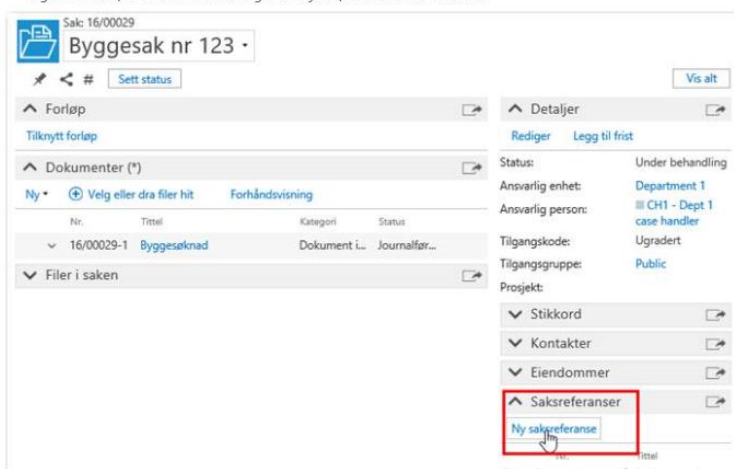 Sak: 16/00029
Byggesak nr 123
# Sett status
Vis alt
Forløp
Tilknytt forløp
Dokumenter (*)
Ny Velg eller dra filer hit Forhåndsvisning
Nr. Tittel Kategori Status
16/00029-1 Byggesøknad Dokument i... Journalfør...
Filer i saken
Detaljer
Rediger Legg til frist
Status: Under behandling
Ansvarlig enhet: Department 1
Ansvarlig person: CH1 - Dept 1
case handler
Tilgangskode: Ugradert
Tilgangsgruppe: Public
Prosjekt:
Stikkord
Kontakter
Eiendommer
Saksreferanser
Ny saksreferanse
Nr. Tittel